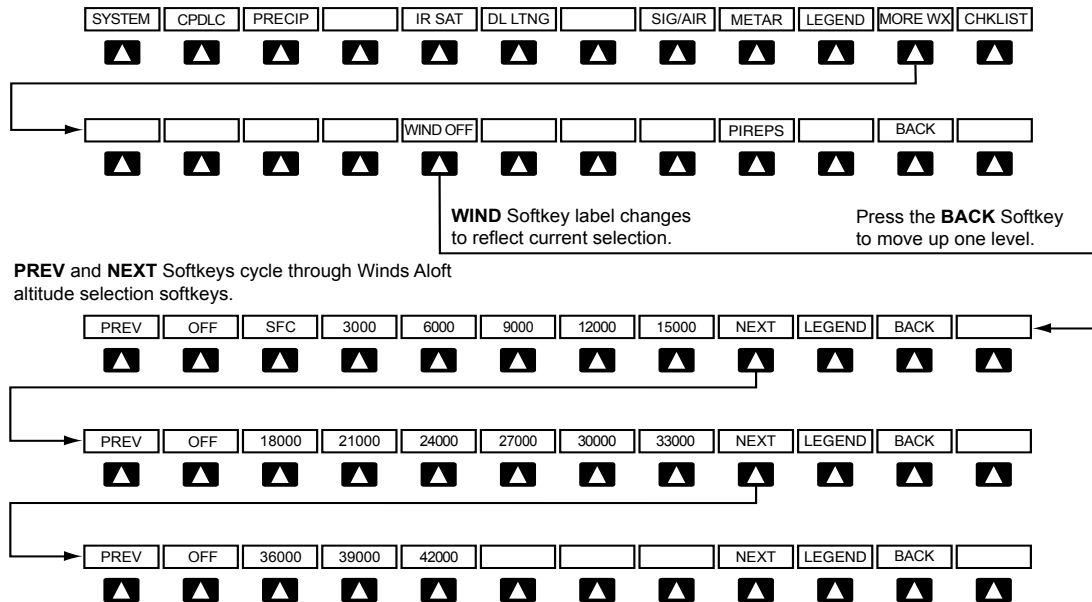 SYSTEM CPDLC PRECIP IR SAT DL LTNG SIG/AIR METAR LEGEND MORE WX CHKLIST
WIND OFF PIREPS BACK
WIND Softkey label changes
to reflect current selection.
Press the BACK Softkey
to move up one level.
PREV and NEXT Softkeys cycle through Winds Aloft
altitude selection softkeys.
PREV OFF SFC 3000 6000 9000 12000 15000 NEXT LEGEND BACK
PREV OFF 18000 21000 24000 27000 30000 33000 NEXT LEGEND BACK
PREV OFF 36000 39000 42000 NEXT LEGEND BACK